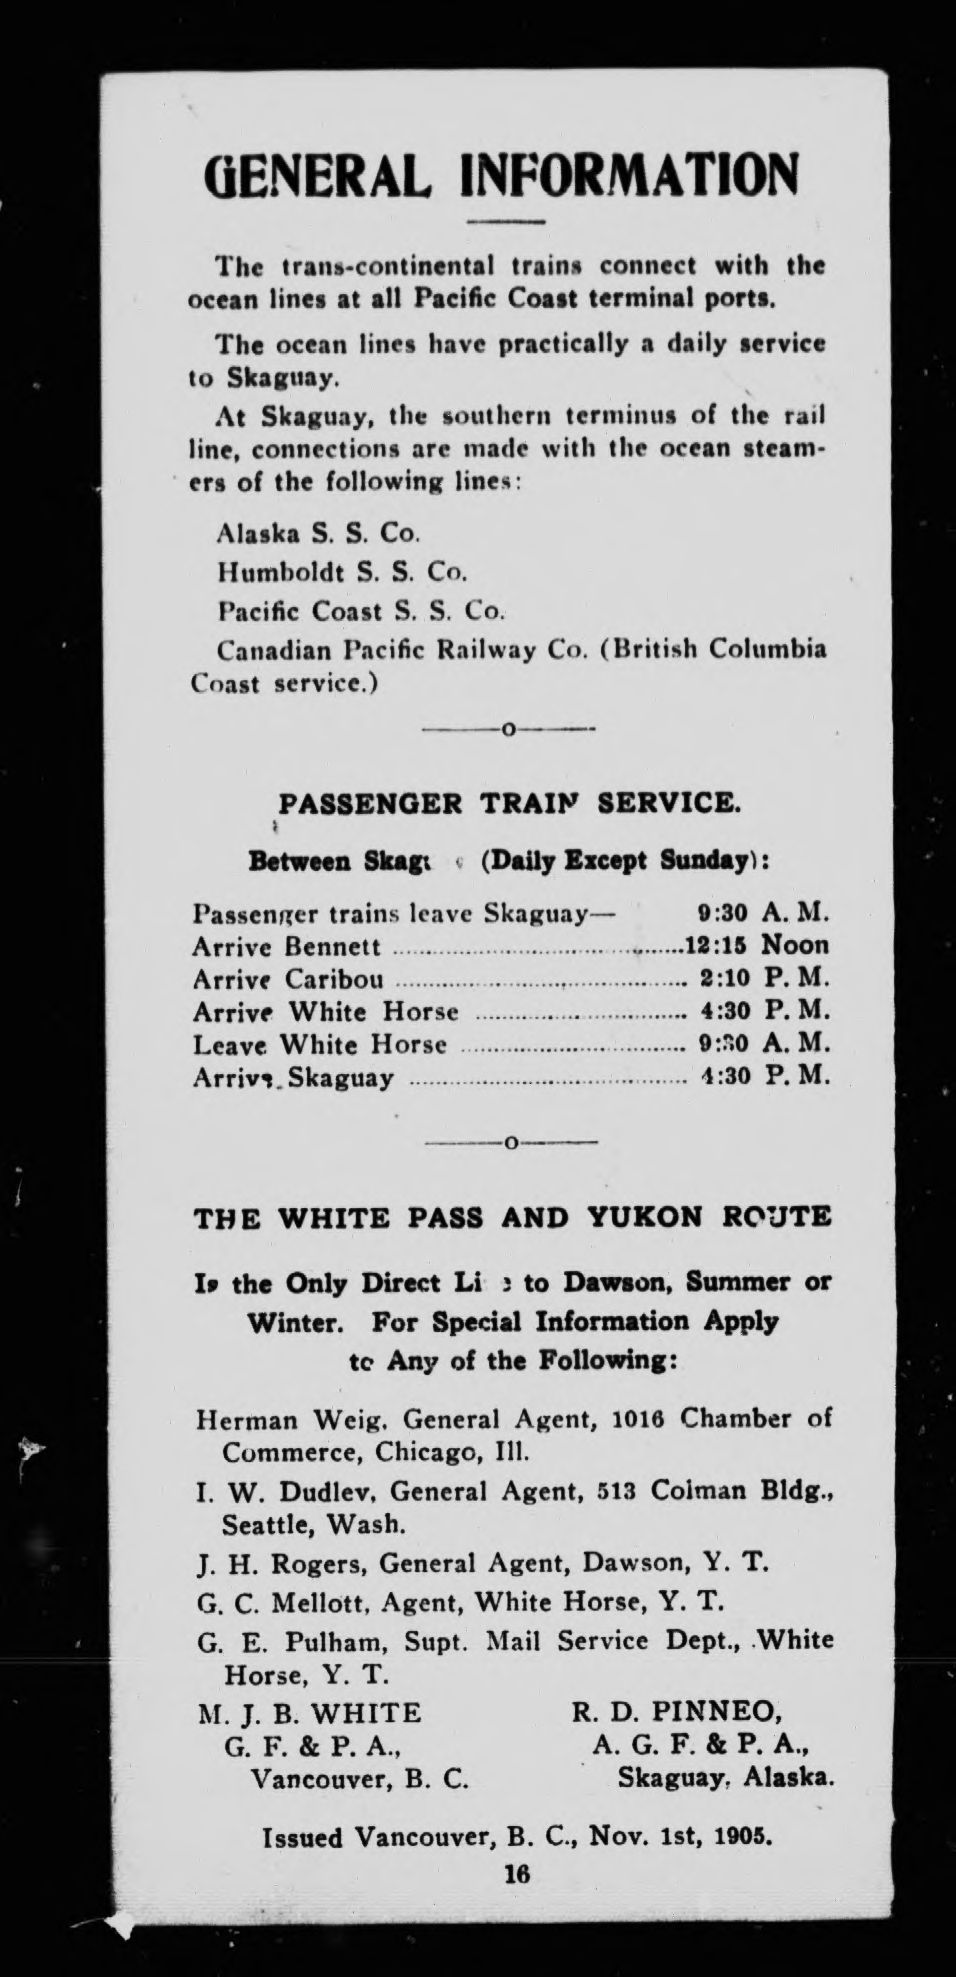 GENERAL INFORMATION
The trans-continental trains connect with the
ocean lines at all Pacific Coast terminal ports.
The ocean lines have practically a daily service
to Skaguay.
At Skaguay, the southern terminus of the rail
line, connections are made with the ocean steam-
ers of the following lines:
Alaska S. S. Co.
Humboldt S. S. Co.
Pacific Coast S. S. Co.
Canadian Pacific Railway Co. (British Columbia
Coast service.)
o
PASSENGER TRAIN SERVICE.
Between (Daily Except Sunday):
Passenger trains leave Skaguay— 9:30 A. M.
Arrive Bennett ........ 12:15 Noon
Arrive Caribou ........ 2:10 P. M.
Arrive White Horse ........ 4:30 P. M.
Leave White Horse ........ 9:30 A. M.
Arrive Skaguay ........ 4:30 P. M.
o
THE WHITE PASS AND YUKON ROUTE
Is the Only Direct Line to Dawson, Summer or
Winter. For Special Information Apply
to Any of the Following:
Herman Weig, General Agent, 1016 Chamber of
Commerce, Chicago, Ill.
I. W. Dudley, General Agent, 513 Colman Bldg.,
Seattle, Wash.
J. H. Rogers, General Agent, Dawson, Y. T.
G. C. Mellott, Agent, White Horse, Y. T.
G. E. Pulham, Supt. Mail Service Dept., White
Horse, Y. T.
M. J. B. WHITE
G. F. & P. A.,
Vancouver, B. C.
R. D. PINNEO,
A. G. F. & P. A.,
Skaguay, Alaska.
Issued Vancouver, B. C., Nov. 1st, 1905.
16